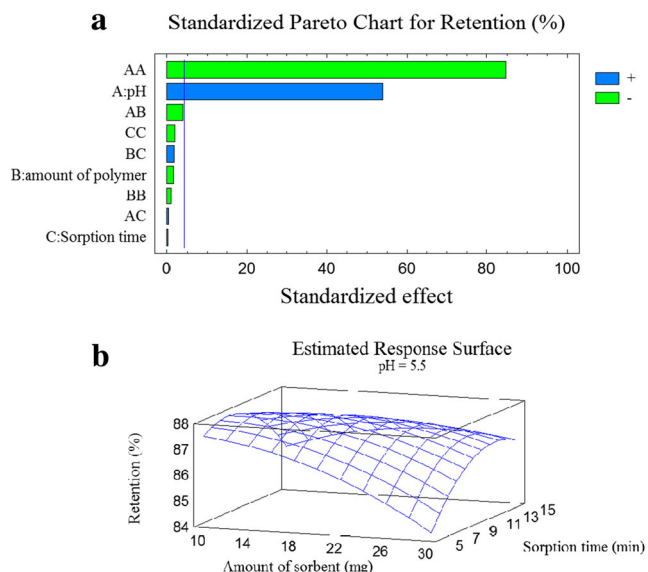 a
Standardized Pareto Chart for Retention (%)
AA
A:pH
AB
CC
BC
B:amount of polymer
BB
AC
C:Sorption time
+
-
0 20 40 60 80 100
Standardized effect
b
Estimated Response Surface
pH = 5.5
Retention (%)
88
87
86
85
84
10 14 18 22 26 30
5 7 9 11 13 15
Amount of sorbent (mg)
Sorption time (min)